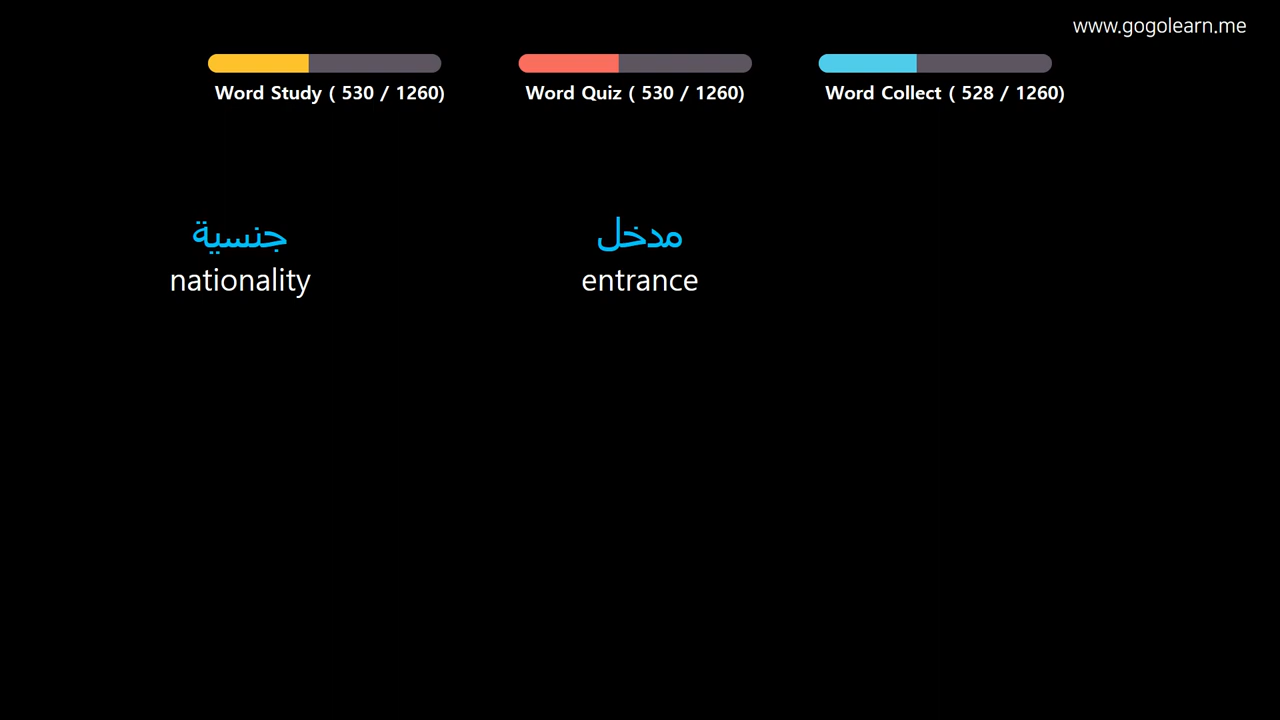 www.gogolearn.me
Word Study ( 530 / 1260)
Word Quiz ( 530 / 1260)
Word Collect ( 528 / 1260)
جنسية
nationality
مدخل
entrance